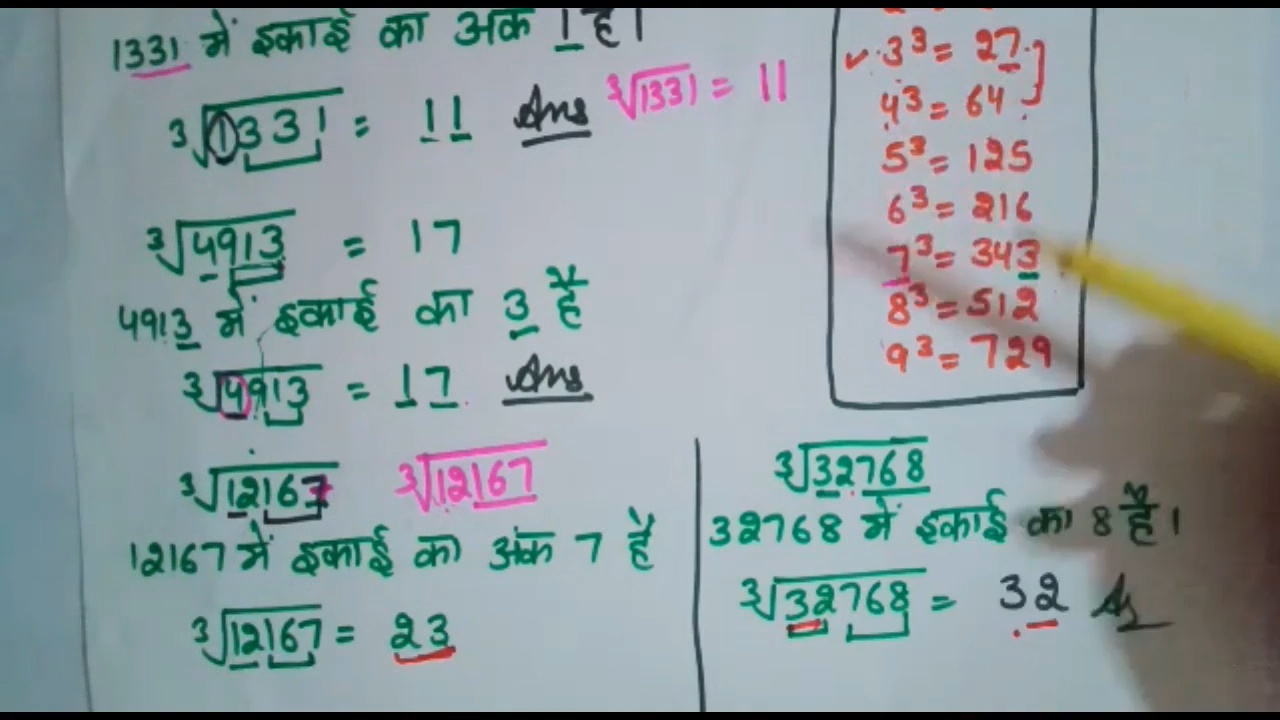 1331 में इकाई का अंक 1 है।
∛1331 = 11 Ans
∛1331 = 11
∛4913 = 17
4913 में इकाई का 3 है
∛4913 = 17 Ans
∛12167 ∛12167
12167 में इकाई का अंक 7 है
∛12167 = 23
3³ = 27
4³ = 64
5³ = 125
6³ = 216
7³ = 343
8³ = 512
9³ = 729
∛32768
32768 में इकाई का 8 है।
∛32768 = 32